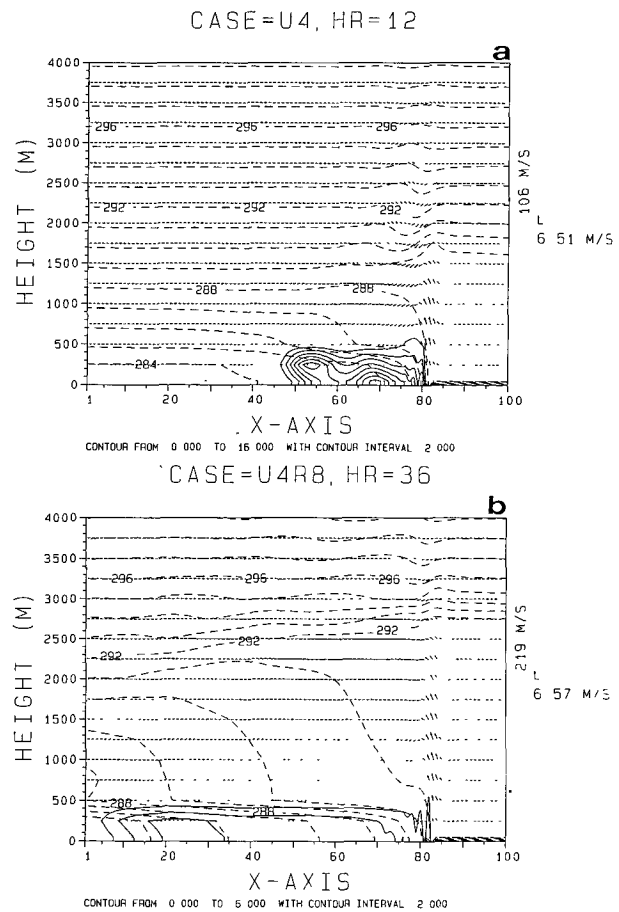 CASE=U4, HR=12
a
4000
3500
3000
2500
2000
1500
1000
500
0
HEIGHT (M)
296 296 296
292 292 292
288 288
284
1 20 40 60 80 100
X-AXIS
106 M/S
L
6 51 M/S
CONTOUR FROM 0 000 TO 16 000 WITH CONTOUR INTERVAL 2 000
CASE=U4R8, HR=36
b
4000
3500
3000
2500
2000
1500
1000
500
0
HEIGHT (M)
296 296 296
292 292 292
288 288
1 20 40 60 80 100
X-AXIS
219 M/S
L
6 57 M/S
CONTOUR FROM 0 000 TO 6 000 WITH CONTOUR INTERVAL 2 000